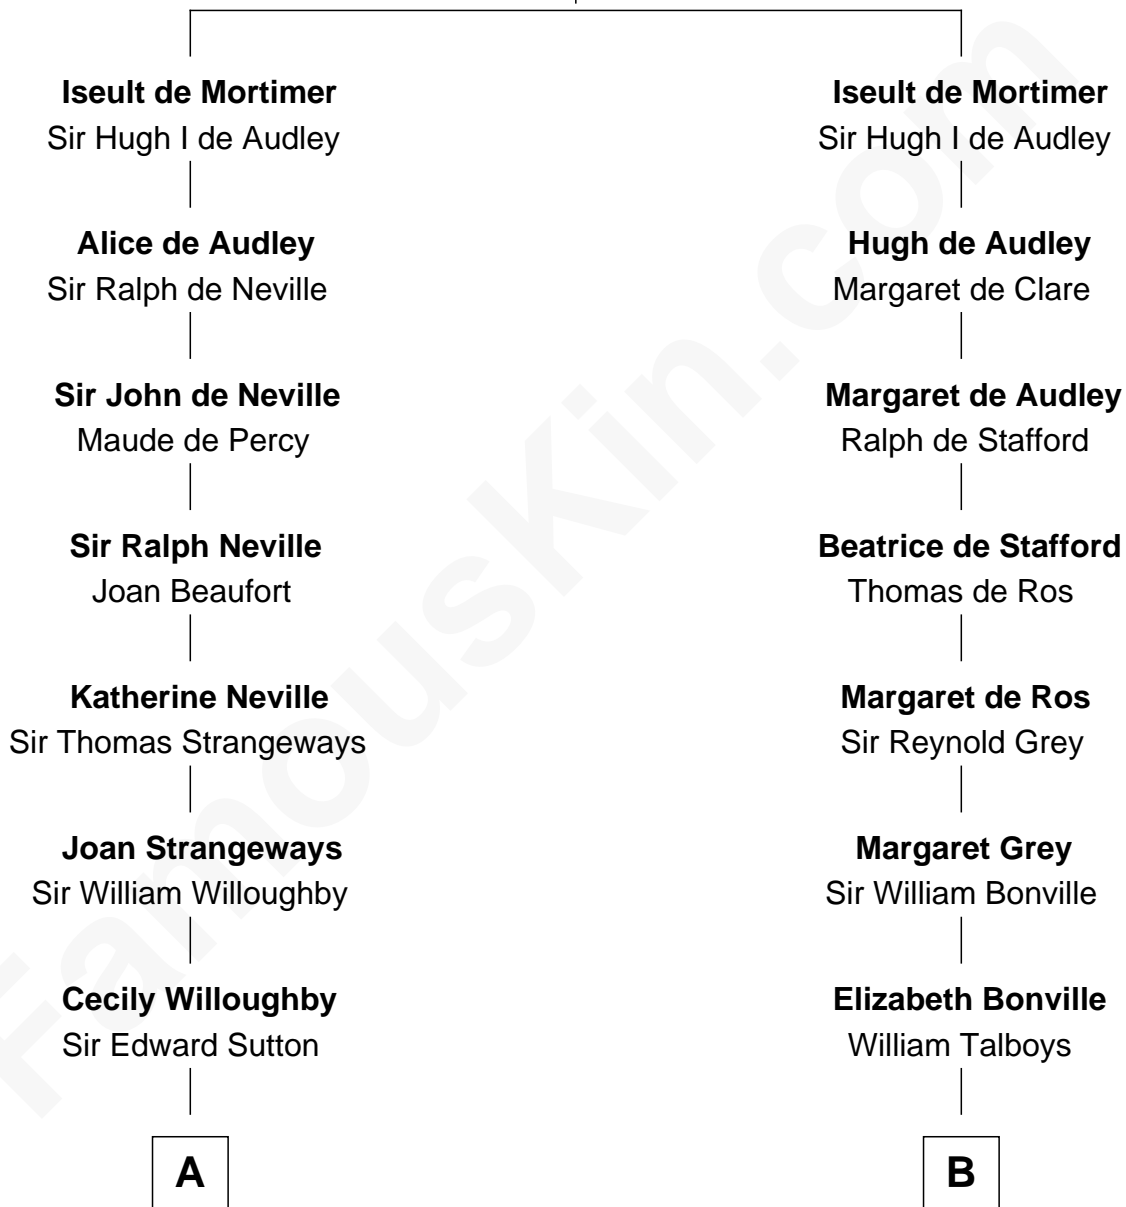 Iseult de Mortimer
Sir Hugh I de Audley
Alice de Audley
Sir Ralph de Neville
Sir John de Neville
Maude de Percy
Sir Ralph Neville
Joan Beaufort
Katherine Neville
Sir Thomas Strangeways
Joan Strangeways
Sir William Willoughby
Cecily Willoughby
Sir Edward Sutton
A
Iseult de Mortimer
Sir Hugh I de Audley
Hugh de Audley
Margaret de Clare
Margaret de Audley
Ralph de Stafford
Beatrice de Stafford
Thomas de Ros
Margaret de Ros
Sir Reynold Grey
Margaret Grey
Sir William Bonville
Elizabeth Bonville
William Talboys
B
FamousKin.com